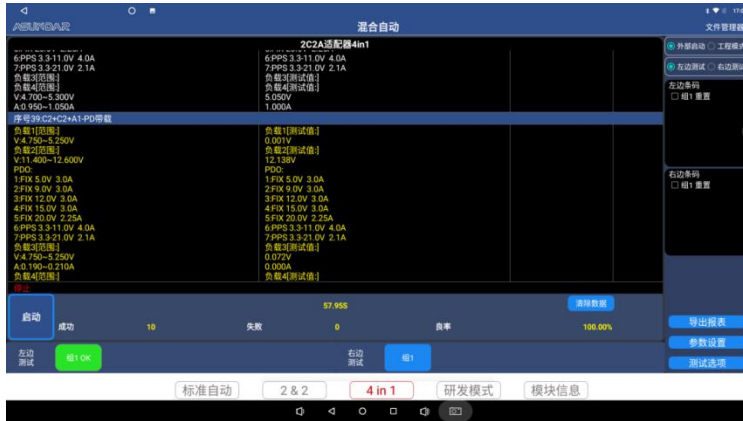 17:0
ASUNDAR
混合自动
文件管理器
2C2A适配器4in1
6:PPS 3.3-11.0V 4.0A
7:PPS 3.3-21.0V 2.1A
负载3[范围:]
负载4[范围:]
V:4.700~5.300V
A:0.950~1.050A
6:PPS 3.3-11.0V 4.0A
7:PPS 3.3-21.0V 2.1A
负载3[测试值:]
负载4[测试值:]
5.050V
1.000A
序号39:C2+C2+A1-PD带载
负载1[范围:]
V:4.750~5.250V
负载2[范围:]
V:11.400~12.600V
PDO:
1:FIX 5.0V 3.0A
2:FIX 9.0V 3.0A
3:FIX 12.0V 3.0A
4:FIX 15.0V 3.0A
5:FIX 20.0V 2.25A
6:PPS 3.3-11.0V 4.0A
7:PPS 3.3-21.0V 2.1A
负载3[范围:]
V:4.750~5.250V
A:0.190~0.210A
负载4[范围:]
负载1[测试值:]
0.001V
负载2[测试值:]
12.138V
PDO:
1:FIX 5.0V 3.0A
2:FIX 9.0V 3.0A
3:FIX 12.0V 3.0A
4:FIX 15.0V 3.0A
5:FIX 20.0V 2.25A
6:PPS 3.3-11.0V 4.0A
7:PPS 3.3-21.0V 2.1A
负载3[测试值:]
0.072V
0.000A
负载4[测试值:]
停止
外部启动 工程模式
左边测试 右边测试
左边条码
组1 重置
右边条码
组1 重置
启动
57.95S
清除数据
成功 10 失败 0 良率 100.00%
导出报表
参数设置
测试选项
左边测试
组1 OK
右边测试
组1
标准自动
2 & 2
4 in 1
研发模式
模块信息